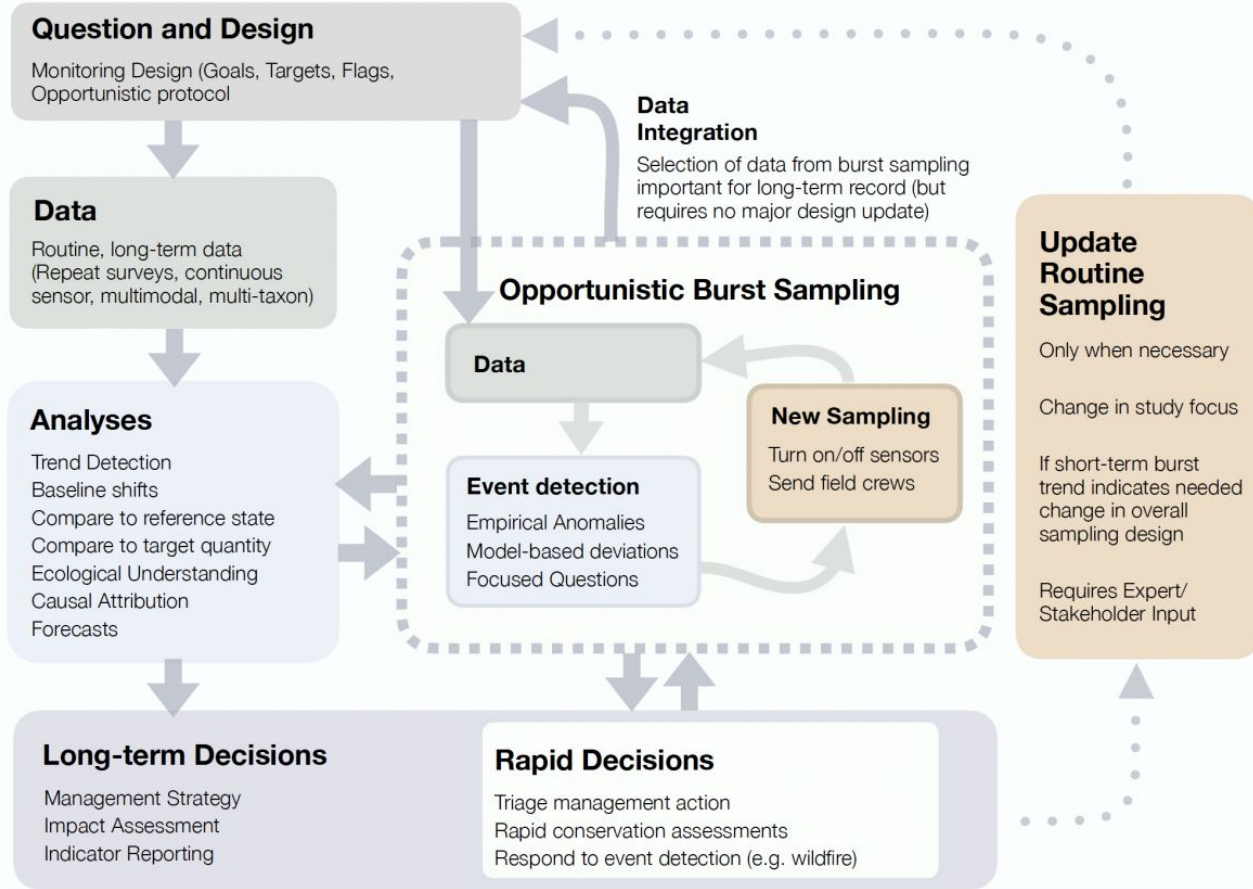 Question and Design
Monitoring Design (Goals, Targets, Flags,
Opportunistic protocol
Data
Integration
Selection of data from burst sampling
important for long-term record (but
requires no major design update)
Data
Routine, long-term data
(Repeat surveys, continuous
sensor, multimodal, multi-taxon)
Analyses
Trend Detection
Baseline shifts
Compare to reference state
Compare to target quantity
Ecological Understanding
Causal Attribution
Forecasts
Opportunistic Burst Sampling
Data
Event detection
Empirical Anomalies
Model-based deviations
Focused Questions
New Sampling
Turn on/off sensors
Send field crews
Update
Routine
Sampling
Only when necessary
Change in study focus
If short-term burst
trend indicates needed
change in overall
sampling design
Requires Expert/
Stakeholder Input
Long-term Decisions
Management Strategy
Impact Assessment
Indicator Reporting
Rapid Decisions
Triage management action
Rapid conservation assessments
Respond to event detection (e.g. wildfire)